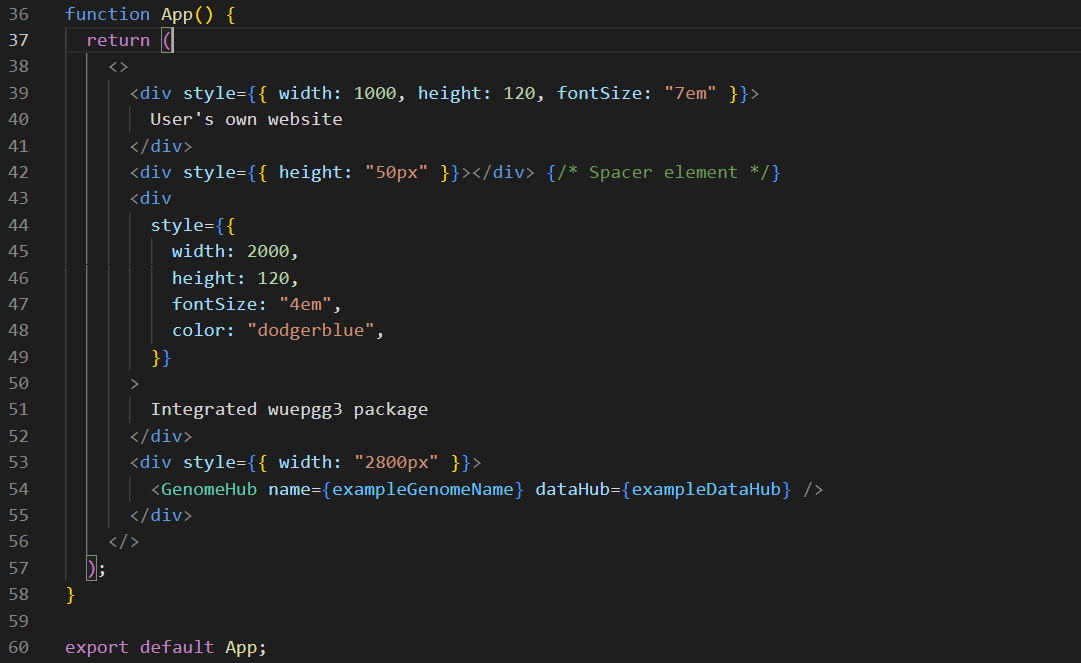 36 function App() {
37   return (
38     <>
39       <div style={{ width: 1000, height: 120, fontSize: "7em" }}>
40         User's own website
41       </div>
42       <div style={{ height: "50px" }}></div> {/* Spacer element */}
43       <div
44         style={{
45           width: 2000,
46           height: 120,
47           fontSize: "4em",
48           color: "dodgerblue",
49         }}
50       >
51         Integrated wuepgg3 package
52       </div>
53       <div style={{ width: "2800px" }}>
54         <GenomeHub name={exampleGenomeName} dataHub={exampleDataHub} />
55       </div>
56     </>
57   );
58 }
59
60 export default App;